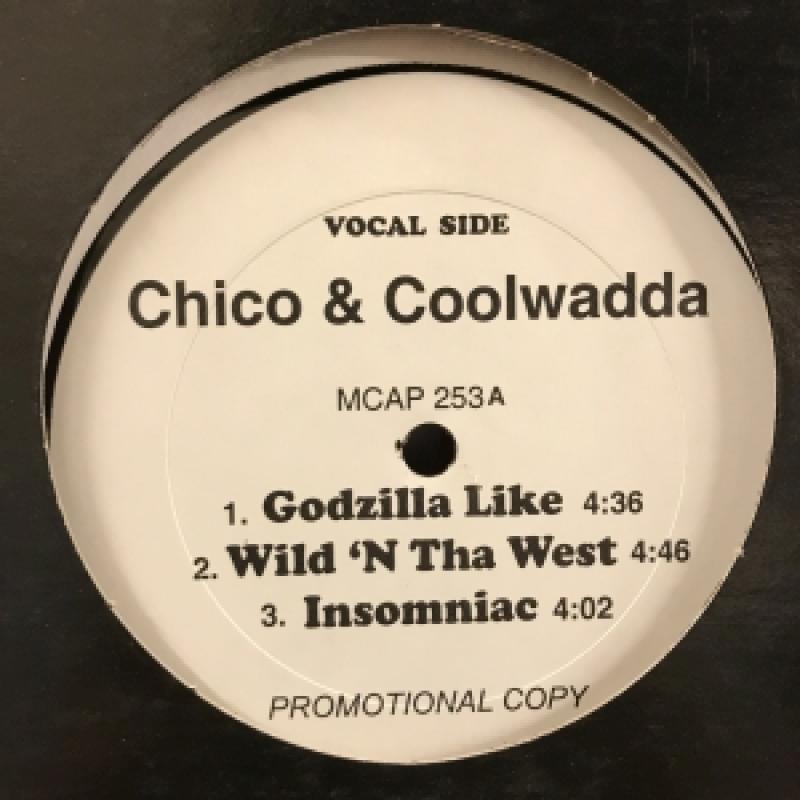 VOCAL SIDE
Chico & Coolwadda
MCAP 253A
1. Godzilla Like 4:36
2. Wild ‘N Tha West 4:46
3. Insomniac 4:02
PROMOTIONAL COPY